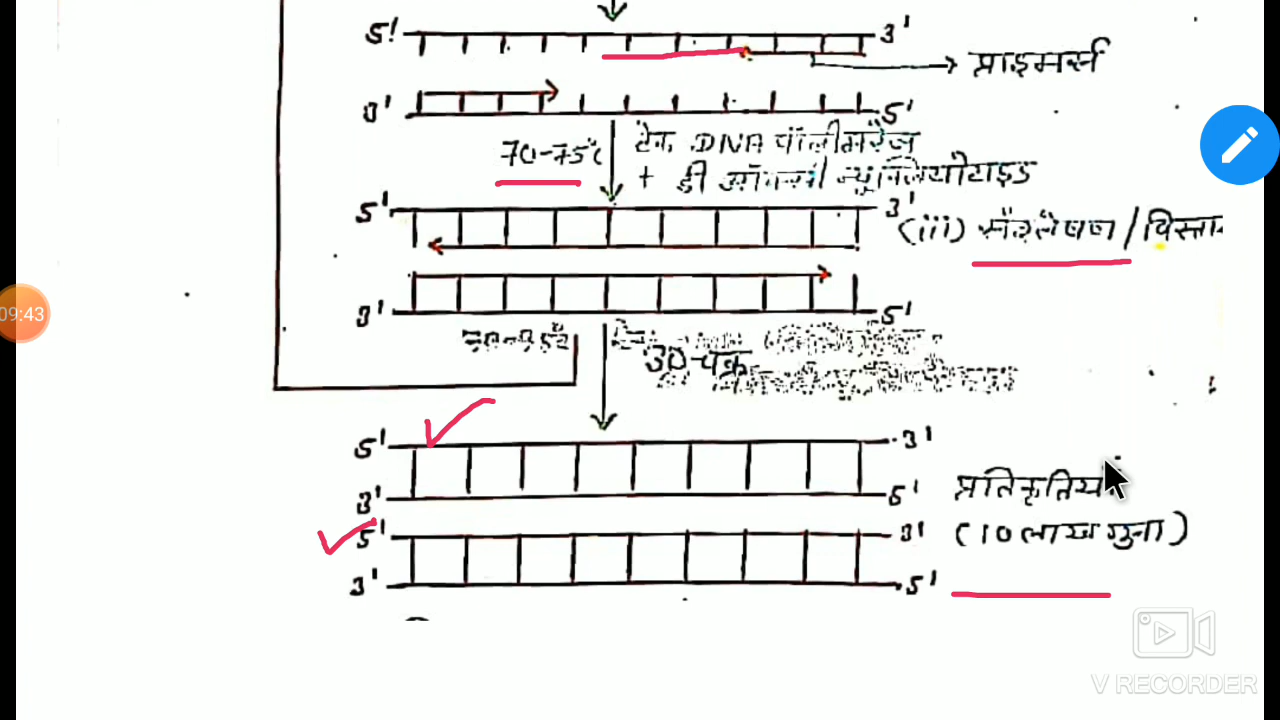 5' 3'
प्राइमर्स
3' 5'
70-75°c टेक DNA पॉलीमरेज
+ डी ऑक्सी न्यूक्लियोटाइड
5' 3'
(iii) संश्लेषण / विस्तार
3' 5'
30-चक्र
5' 3'
3' 5'
प्रतिकृतियाँ
5' 3'
(10 लाख गुना)
3' 5'
09:43
V RECORDER